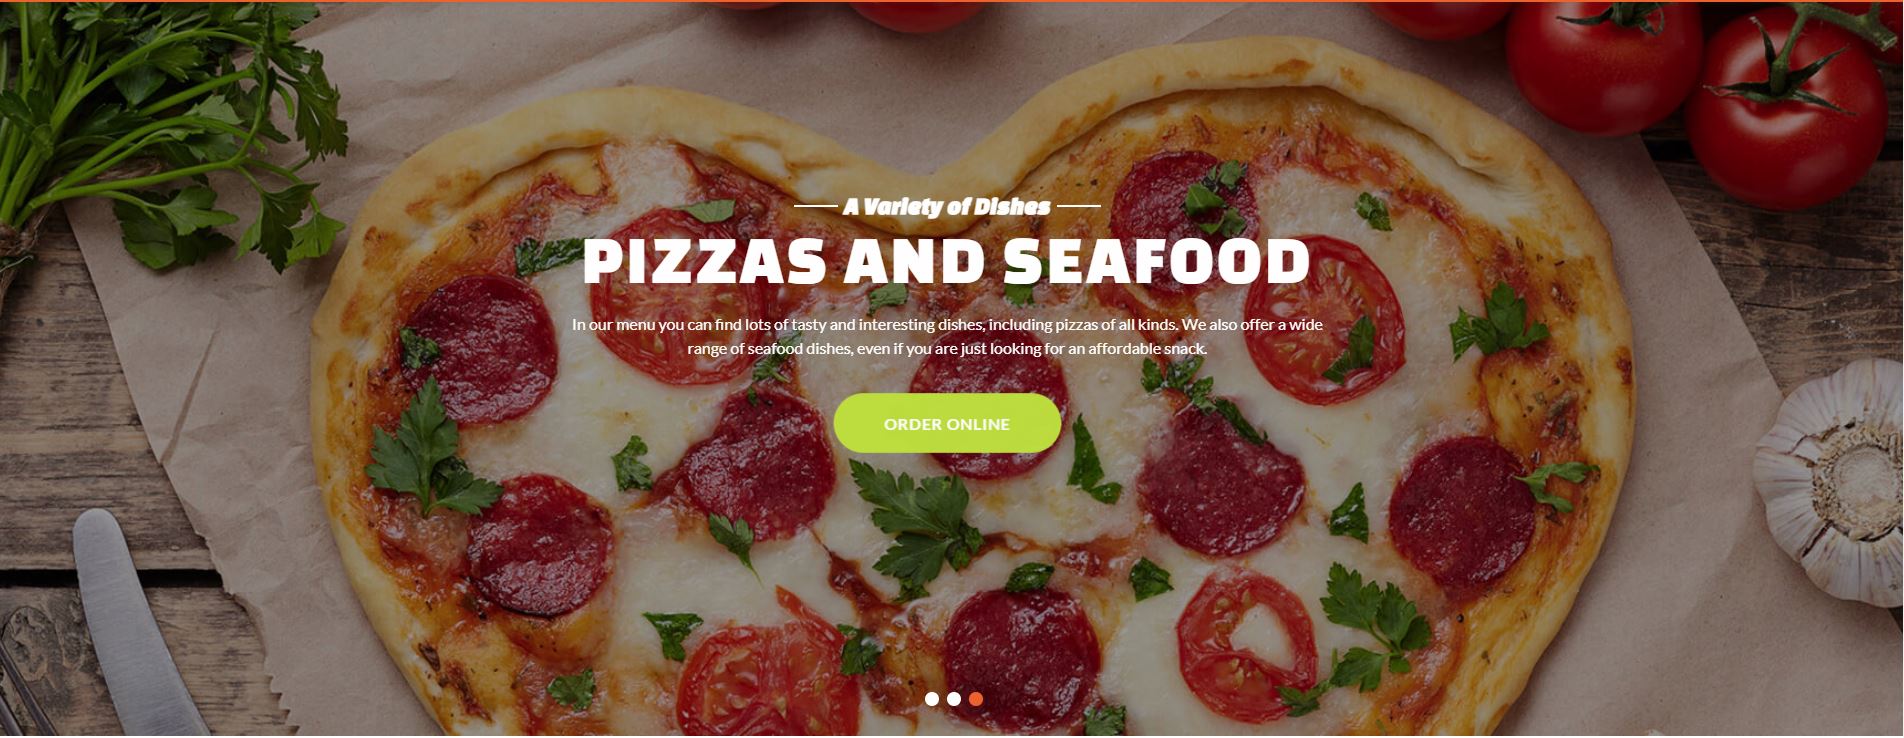 A Variety of Dishes
PIZZAS AND SEAFOOD
In our menu you can find lots of tasty and interesting dishes, including pizzas of all kinds. We also offer a wide
range of seafood dishes, even if you are just looking for an affordable snack.
ORDER ONLINE